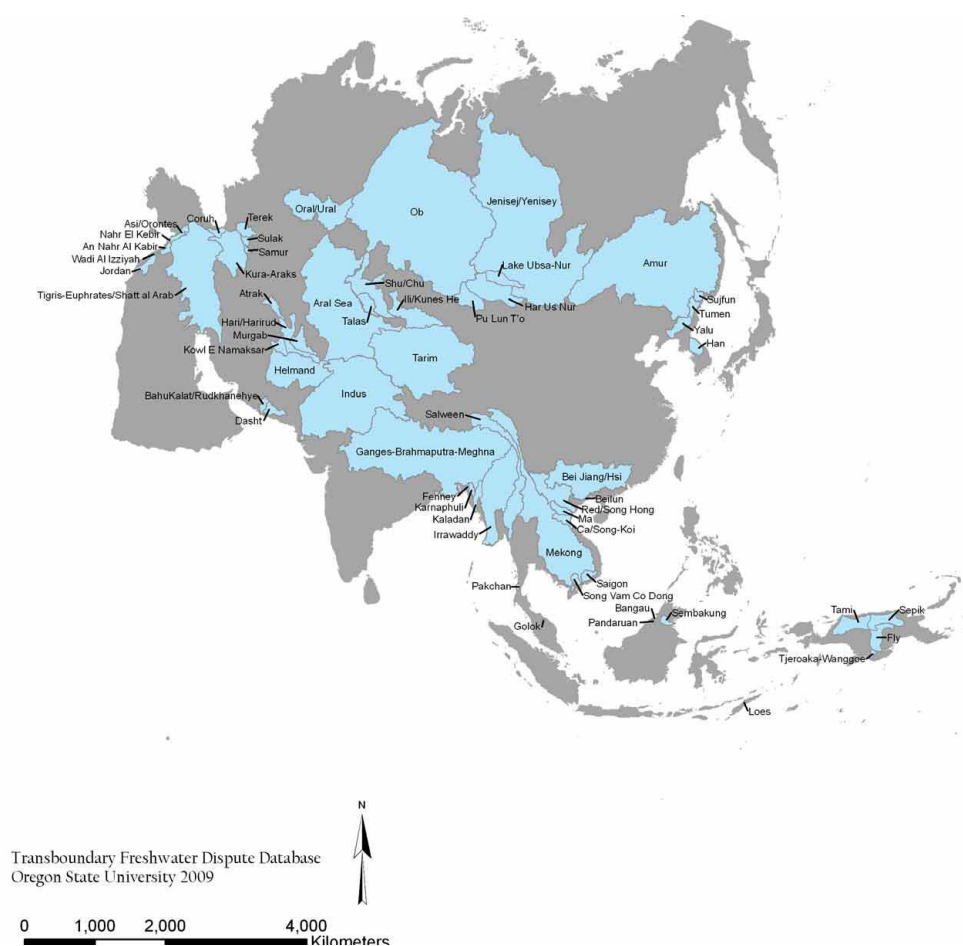 Ob
Jenisej/Yenisey
Oral/Ural
Coruh
Terek
Asi/Orontes
Nahr El Kebir
Sulak
An Nahr Al Kabir
Samur
Wadi Al Izziyah
Jordan
Kura-Araks
Lake Ubsa-Nur
Amur
Shu/Chu
Tigris-Euphrates/Shatt al Arab
Atrak
Aral Sea
Ili/Kunes He
Har Us Nur
Sujfun
Pu Lun T'o
Tumen
Talas
Hari/Harirud
Yalu
Murgab
Han
Kowl E Namaksar
Tarim
Helmand
BahuKalat/Rudkhanehye
Indus
Dasht
Salween
Ganges-Brahmaputra-Meghna
Bei Jiang/Hsi
Fenney
Beilun
Karnaphuli
Red/Song Hong
Kaladan
Ma
Ca/Song-Koi
Irrawaddy
Mekong
Pakchan
Saigon
Song Vam Co Dong
Bangau
Sembakung
Tami
Sepik
Golok
Pandaruan
Fly
Tjeroaka-Wanggoe
Loes
N
Transboundary Freshwater Dispute Database
Oregon State University 2009
0 1,000 2,000 4,000
Kilometers